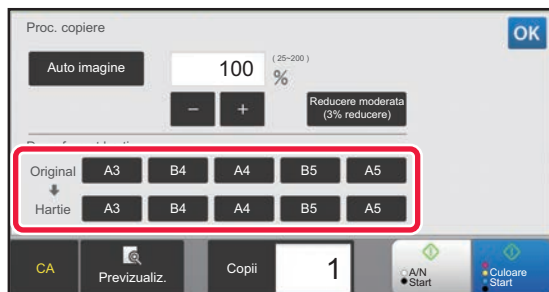 Proc. copiere
OK
Auto imagine
100
(25~200)
%
−
+
Reducere moderata
(3% reducere)
Original A3 B4 A4 B5 A5
Hartie A3 B4 A4 B5 A5
CA
Previzualiz.
Copii
1
A/N
Start
Culoare
Start